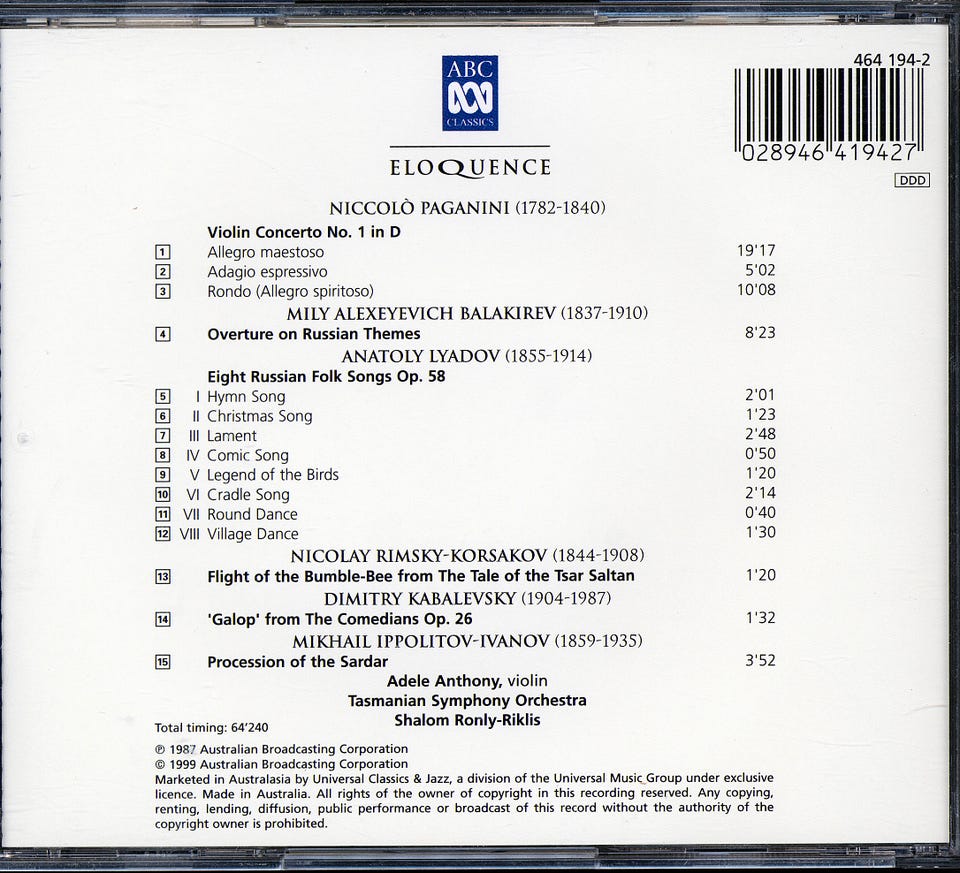 ABC
CLASSICS
464 194-2
028946 419427
DDD
ELOQUENCE
NICCOLÒ PAGANINI (1782-1840)
Violin Concerto No. 1 in D
1 Allegro maestoso 19'17
2 Adagio espressivo 5'02
3 Rondo (Allegro spiritoso) 10'08
MILY ALEXEYEVICH BALAKIREV (1837-1910)
4 Overture on Russian Themes 8'23
ANATOLY LYADOV (1855-1914)
Eight Russian Folk Songs Op. 58
5 I Hymn Song 2'01
6 II Christmas Song 1'23
7 III Lament 2'48
8 IV Comic Song 0'50
9 V Legend of the Birds 1'20
10 VI Cradle Song 2'14
11 VII Round Dance 0'40
12 VIII Village Dance 1'30
NICOLAY RIMSKY-KORSAKOV (1844-1908)
13 Flight of the Bumble-Bee from The Tale of the Tsar Saltan 1'20
DIMITRY KABALEVSKY (1904-1987)
14 'Galop' from The Comedians Op. 26 1'32
MIKHAIL IPPOLITOV-IVANOV (1859-1935)
15 Procession of the Sardar 3'52
Adele Anthony, violin
Tasmanian Symphony Orchestra
Shalom Ronly-Riklis
Total timing: 64'240
℗ 1987 Australian Broadcasting Corporation
© 1999 Australian Broadcasting Corporation
Marketed in Australasia by Universal Classics & Jazz, a division of the Universal Music Group under exclusive
licence. Made in Australia. All rights of the owner of copyright in this recording reserved. Any copying,
renting, lending, diffusion, public performance or broadcast of this record without the authority of the
copyright owner is prohibited.